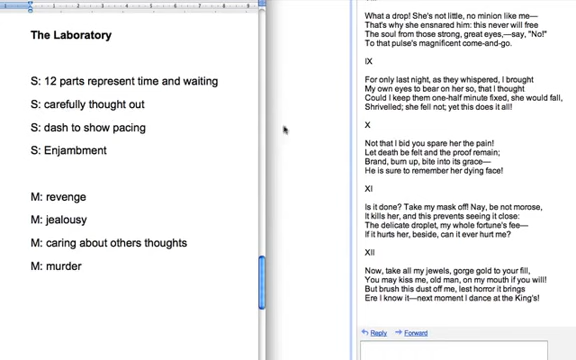 The Laboratory
S: 12 parts represent time and waiting
S: carefully thought out
S: dash to show pacing
S: Enjambment
M: revenge
M: jealousy
M: caring about others thoughts
M: murder
What a drop! She's not little, no minion like me—
That's why she ensnared him: this never will free
The soul from those strong, great eyes,—say, "No!"
To that pulse's magnificent come-and-go.
IX
For only last night, as they whispered, I brought
My own eyes to bear on her so, that I thought
Could I keep them one-half minute fixed, she would fall,
Shrivelled; she fell not; yet this does it all!
X
Not that I bid you spare her the pain!
Let death be felt and the proof remain;
Brand, burn up, bite into its grace—
He is sure to remember her dying face!
XI
Is it done? Take my mask off! Nay, be not morose,
It kills her, and this prevents seeing it close:
The delicate droplet, my whole fortune's fee—
If it hurts her, beside, can it ever hurt me?
XII
Now, take all my jewels, gorge gold to your fill,
You may kiss me, old man, on my mouth if you will!
But brush this dust off me, lest horror it brings
Ere I know it—next moment I dance at the King's!
Reply Forward